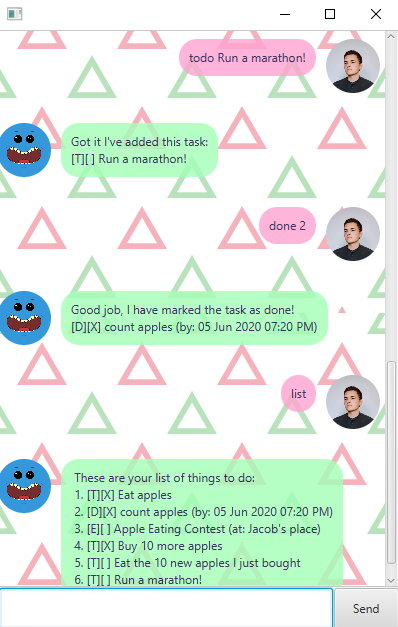 todo Run a marathon!
Got it I've added this task:
[T][ ] Run a marathon!
done 2
Good job, I have marked the task as done!
[D][X] count apples (by: 05 Jun 2020 07:20 PM)
list
These are your list of things to do:
1. [T][X] Eat apples
2. [D][X] count apples (by: 05 Jun 2020 07:20 PM)
3. [E][ ] Apple Eating Contest (at: Jacob's place)
4. [T][X] Buy 10 more apples
5. [T][ ] Eat the 10 new apples I just bought
6. [T][ ] Run a marathon!
Send